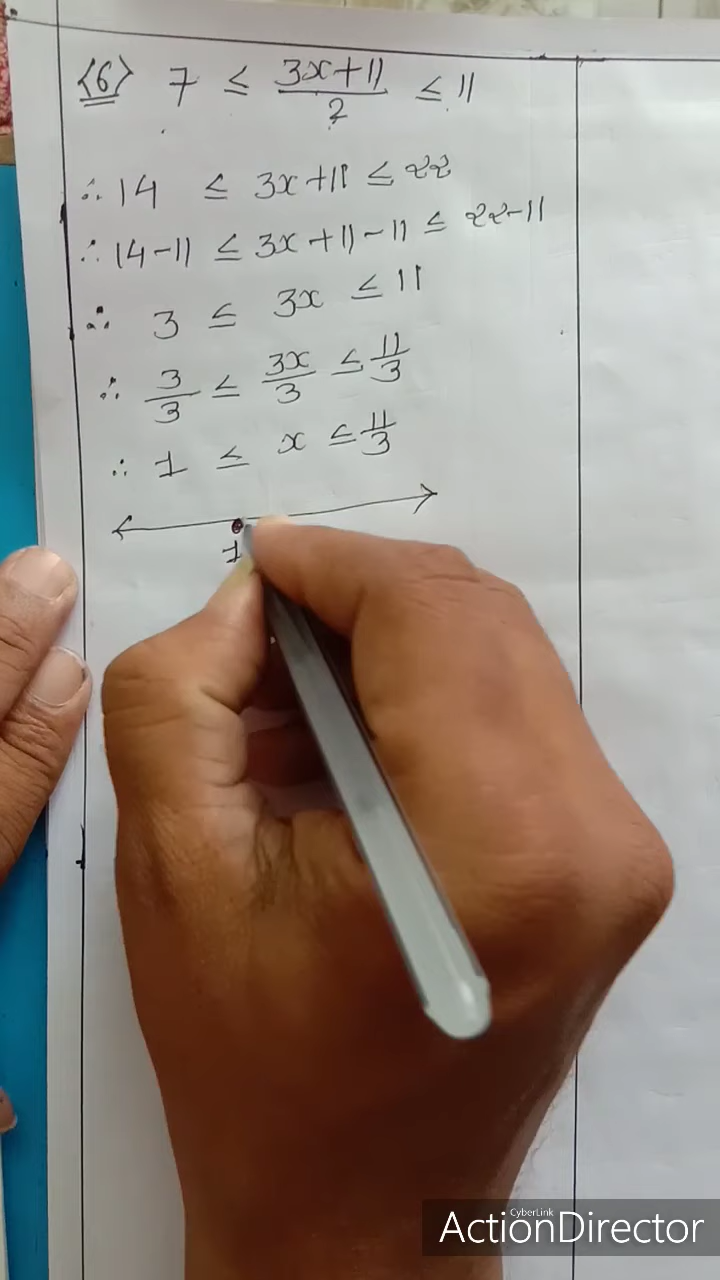 <6> 7 ≤ (3x+11)/2 ≤ 11
∴ 14 ≤ 3x+11 ≤ 22
∴ 14-11 ≤ 3x+11-11 ≤ 22-11
∴ 3 ≤ 3x ≤ 11
∴ 3/3 ≤ 3x/3 ≤ 11/3
∴ 1 ≤ x ≤ 11/3
1
CyberLink
ActionDirector